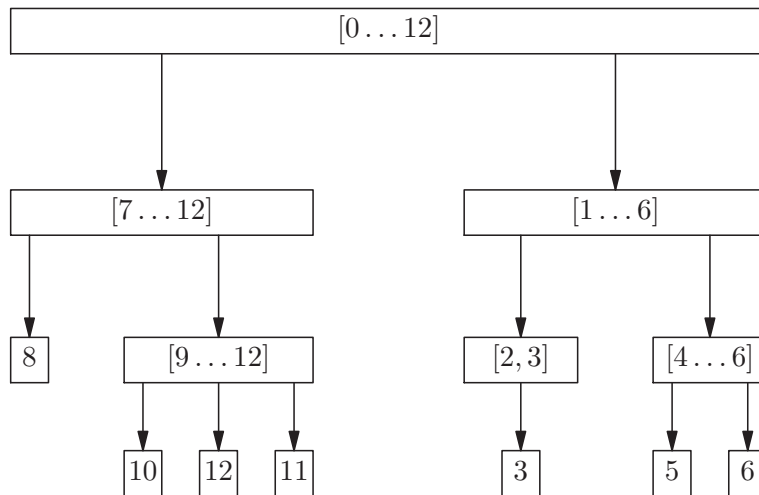 [0 . . . 12]
[7 . . . 12] [1 . . . 6]
8 [9 . . . 12] [2, 3] [4 . . . 6]
10 12 11 3 5 6